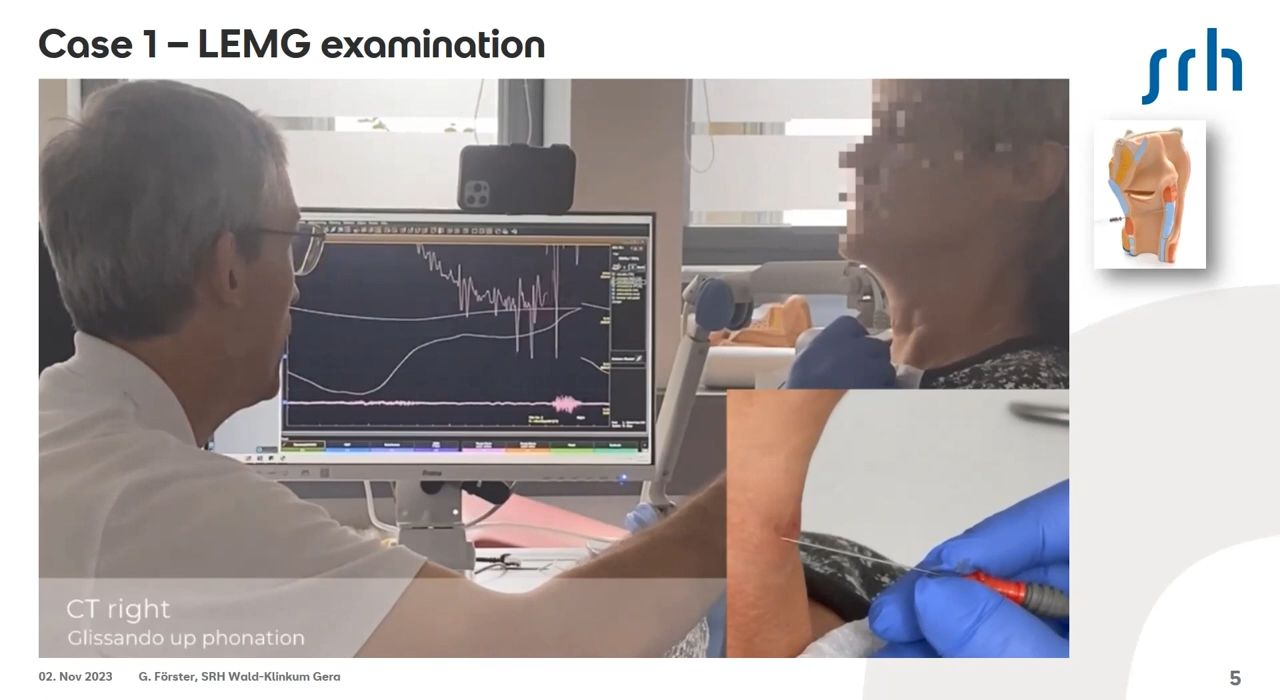 Case 1 – LEMG examination
srh
CT right
Glissando up phonation
02. Nov 2023 G. Förster, SRH Wald-Klinikum Gera
5